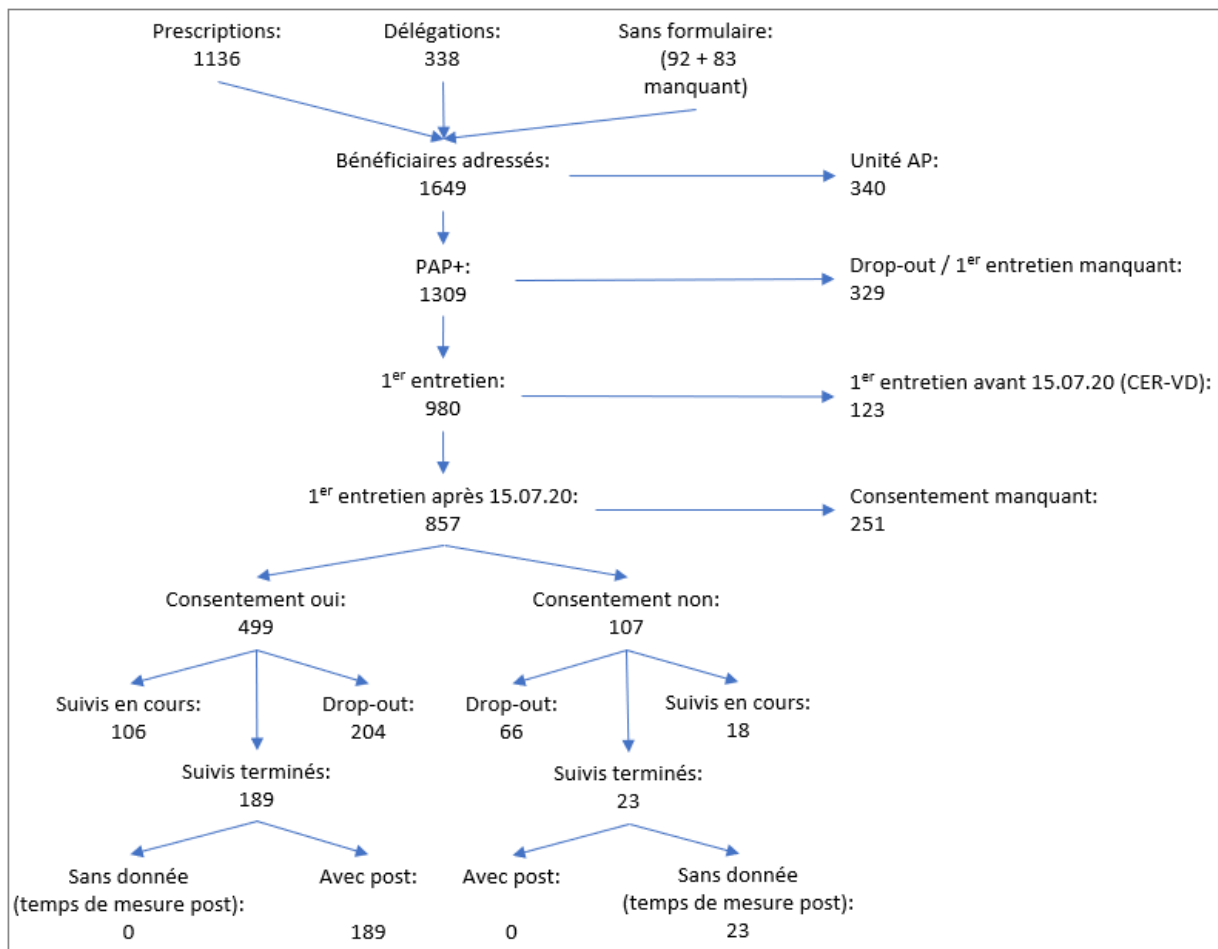 Prescriptions:
1136
Délégations:
338
Sans formulaire:
(92 + 83
manquant)
Bénéficiaires adressés:
1649
Unité AP:
340
PAP+:
1309
Drop-out / 1er entretien manquant:
329
1er entretien:
980
1er entretien avant 15.07.20 (CER-VD):
123
1er entretien après 15.07.20:
857
Consentement manquant:
251
Consentement oui:
499
Consentement non:
107
Suivis en cours:
106
Drop-out:
204
Drop-out:
66
Suivis en cours:
18
Suivis terminés:
189
Suivis terminés:
23
Sans donnée
(temps de mesure post):
0
Avec post:
189
Avec post:
0
Sans donnée
(temps de mesure post):
23